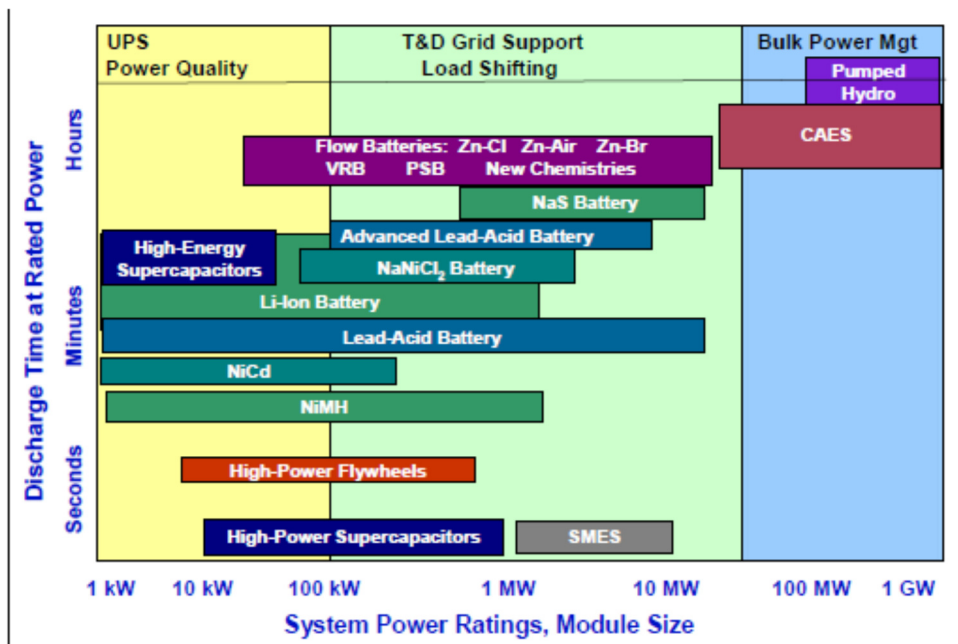 UPS
Power Quality
T&D Grid Support
Load Shifting
Bulk Power Mgt
Pumped
Hydro
CAES
Flow Batteries: Zn-Cl Zn-Air Zn-Br
VRB PSB New Chemistries
NaS Battery
Advanced Lead-Acid Battery
High-Energy
Supercapacitors
NaNiCl₂ Battery
Li-Ion Battery
Lead-Acid Battery
NiCd
NiMH
High-Power Flywheels
High-Power Supercapacitors
SMES
Discharge Time at Rated Power
Hours
Minutes
Seconds
1 kW 10 kW 100 kW 1 MW 10 MW 100 MW 1 GW
System Power Ratings, Module Size